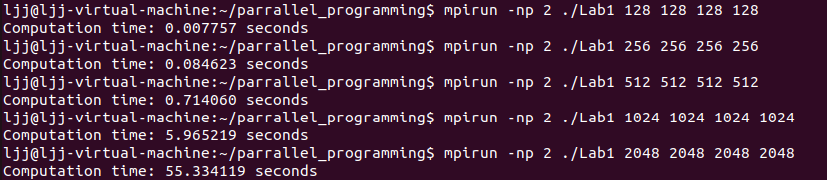 ljj@ljj-virtual-machine:~/parrallel_programming$ mpirun -np 2 ./Lab1 128 128 128 128
Computation time: 0.007757 seconds
ljj@ljj-virtual-machine:~/parrallel_programming$ mpirun -np 2 ./Lab1 256 256 256 256
Computation time: 0.084623 seconds
ljj@ljj-virtual-machine:~/parrallel_programming$ mpirun -np 2 ./Lab1 512 512 512 512
Computation time: 0.714060 seconds
ljj@ljj-virtual-machine:~/parrallel_programming$ mpirun -np 2 ./Lab1 1024 1024 1024 1024
Computation time: 5.965219 seconds
ljj@ljj-virtual-machine:~/parrallel_programming$ mpirun -np 2 ./Lab1 2048 2048 2048 2048
Computation time: 55.334119 seconds